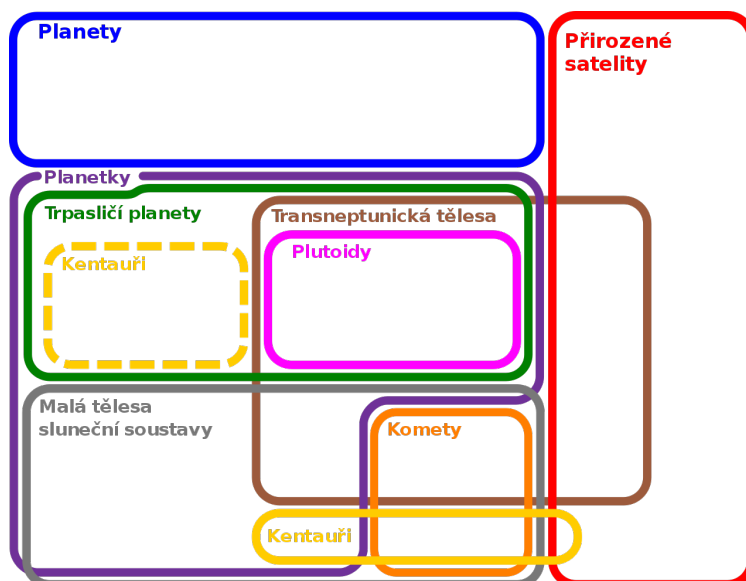 Planety
Přirozené
satelity
Planetky
Trpasličí planety
Transneptunická tělesa
Kentauři
Plutoidy
Malá tělesa
sluneční soustavy
Komety
Kentauři